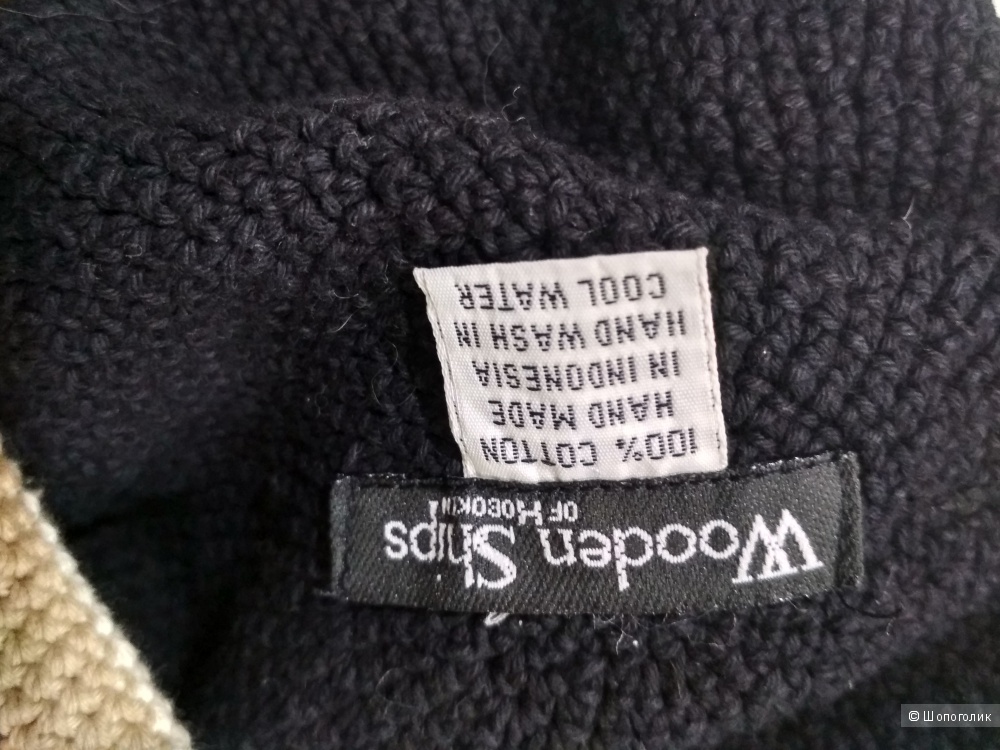 Wooden Ships
OF HOBOKEN
100% COTTON
HAND MADE
IN INDONESIA
HAND WASH IN
COOL WATER
© Шопоголик